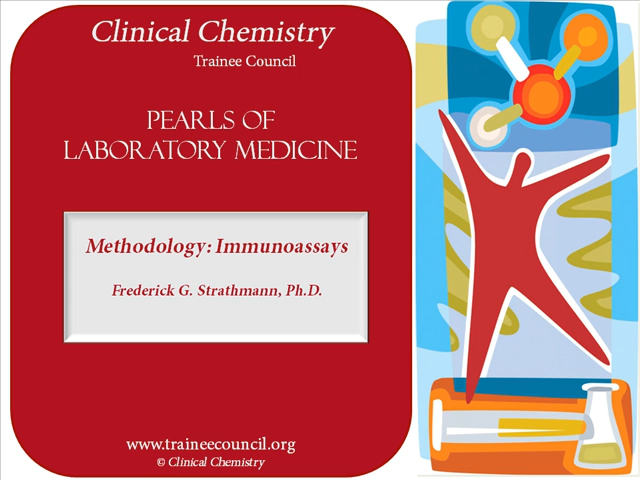 Clinical Chemistry
Trainee Council
PEARLS OF
LABORATORY MEDICINE
Methodology: Immunoassays
Frederick G. Strathmann, Ph.D.
www.traineecouncil.org
© Clinical Chemistry